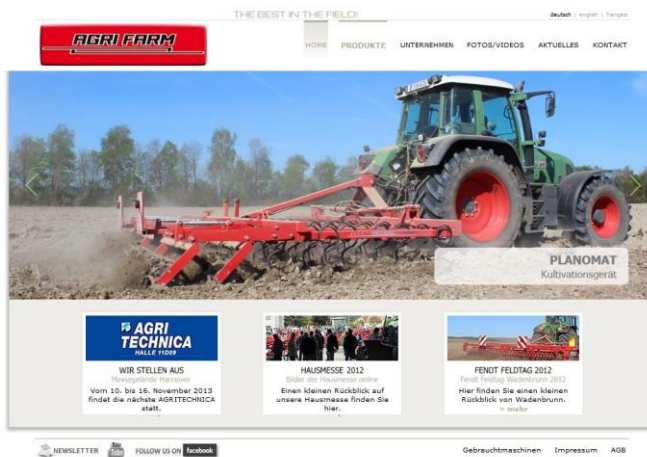 THE BEST IN THE FIELD!
deutsch | english | français
AGRI FARM
HOME PRODUKTE UNTERNEHMEN FOTOS/VIDEOS AKTUELLES KONTAKT
PLANOMAT
Kultivationsgerät
AGRI
TECHNICA
HALLE 11D09
WIR STELLEN AUS
Messegelände Hannover
Vom 10. bis 16. November 2013
findet die nächste AGRITECHNICA
statt.
HAUSMESSE 2012
Bilder der Hausmesse online
Einen kleinen Rückblick auf
unsere Hausmesse finden Sie
hier.
FENDT FELDTAG 2012
Fendt Feldtag Wadenbrunn 2012
Hier finden Sie einen kleinen
Rückblick von Wadenbrunn.
» mehr
NEWSLETTER You Tube FOLLOW US ON facebook
Gebrauchtmaschinen Impressum AGB